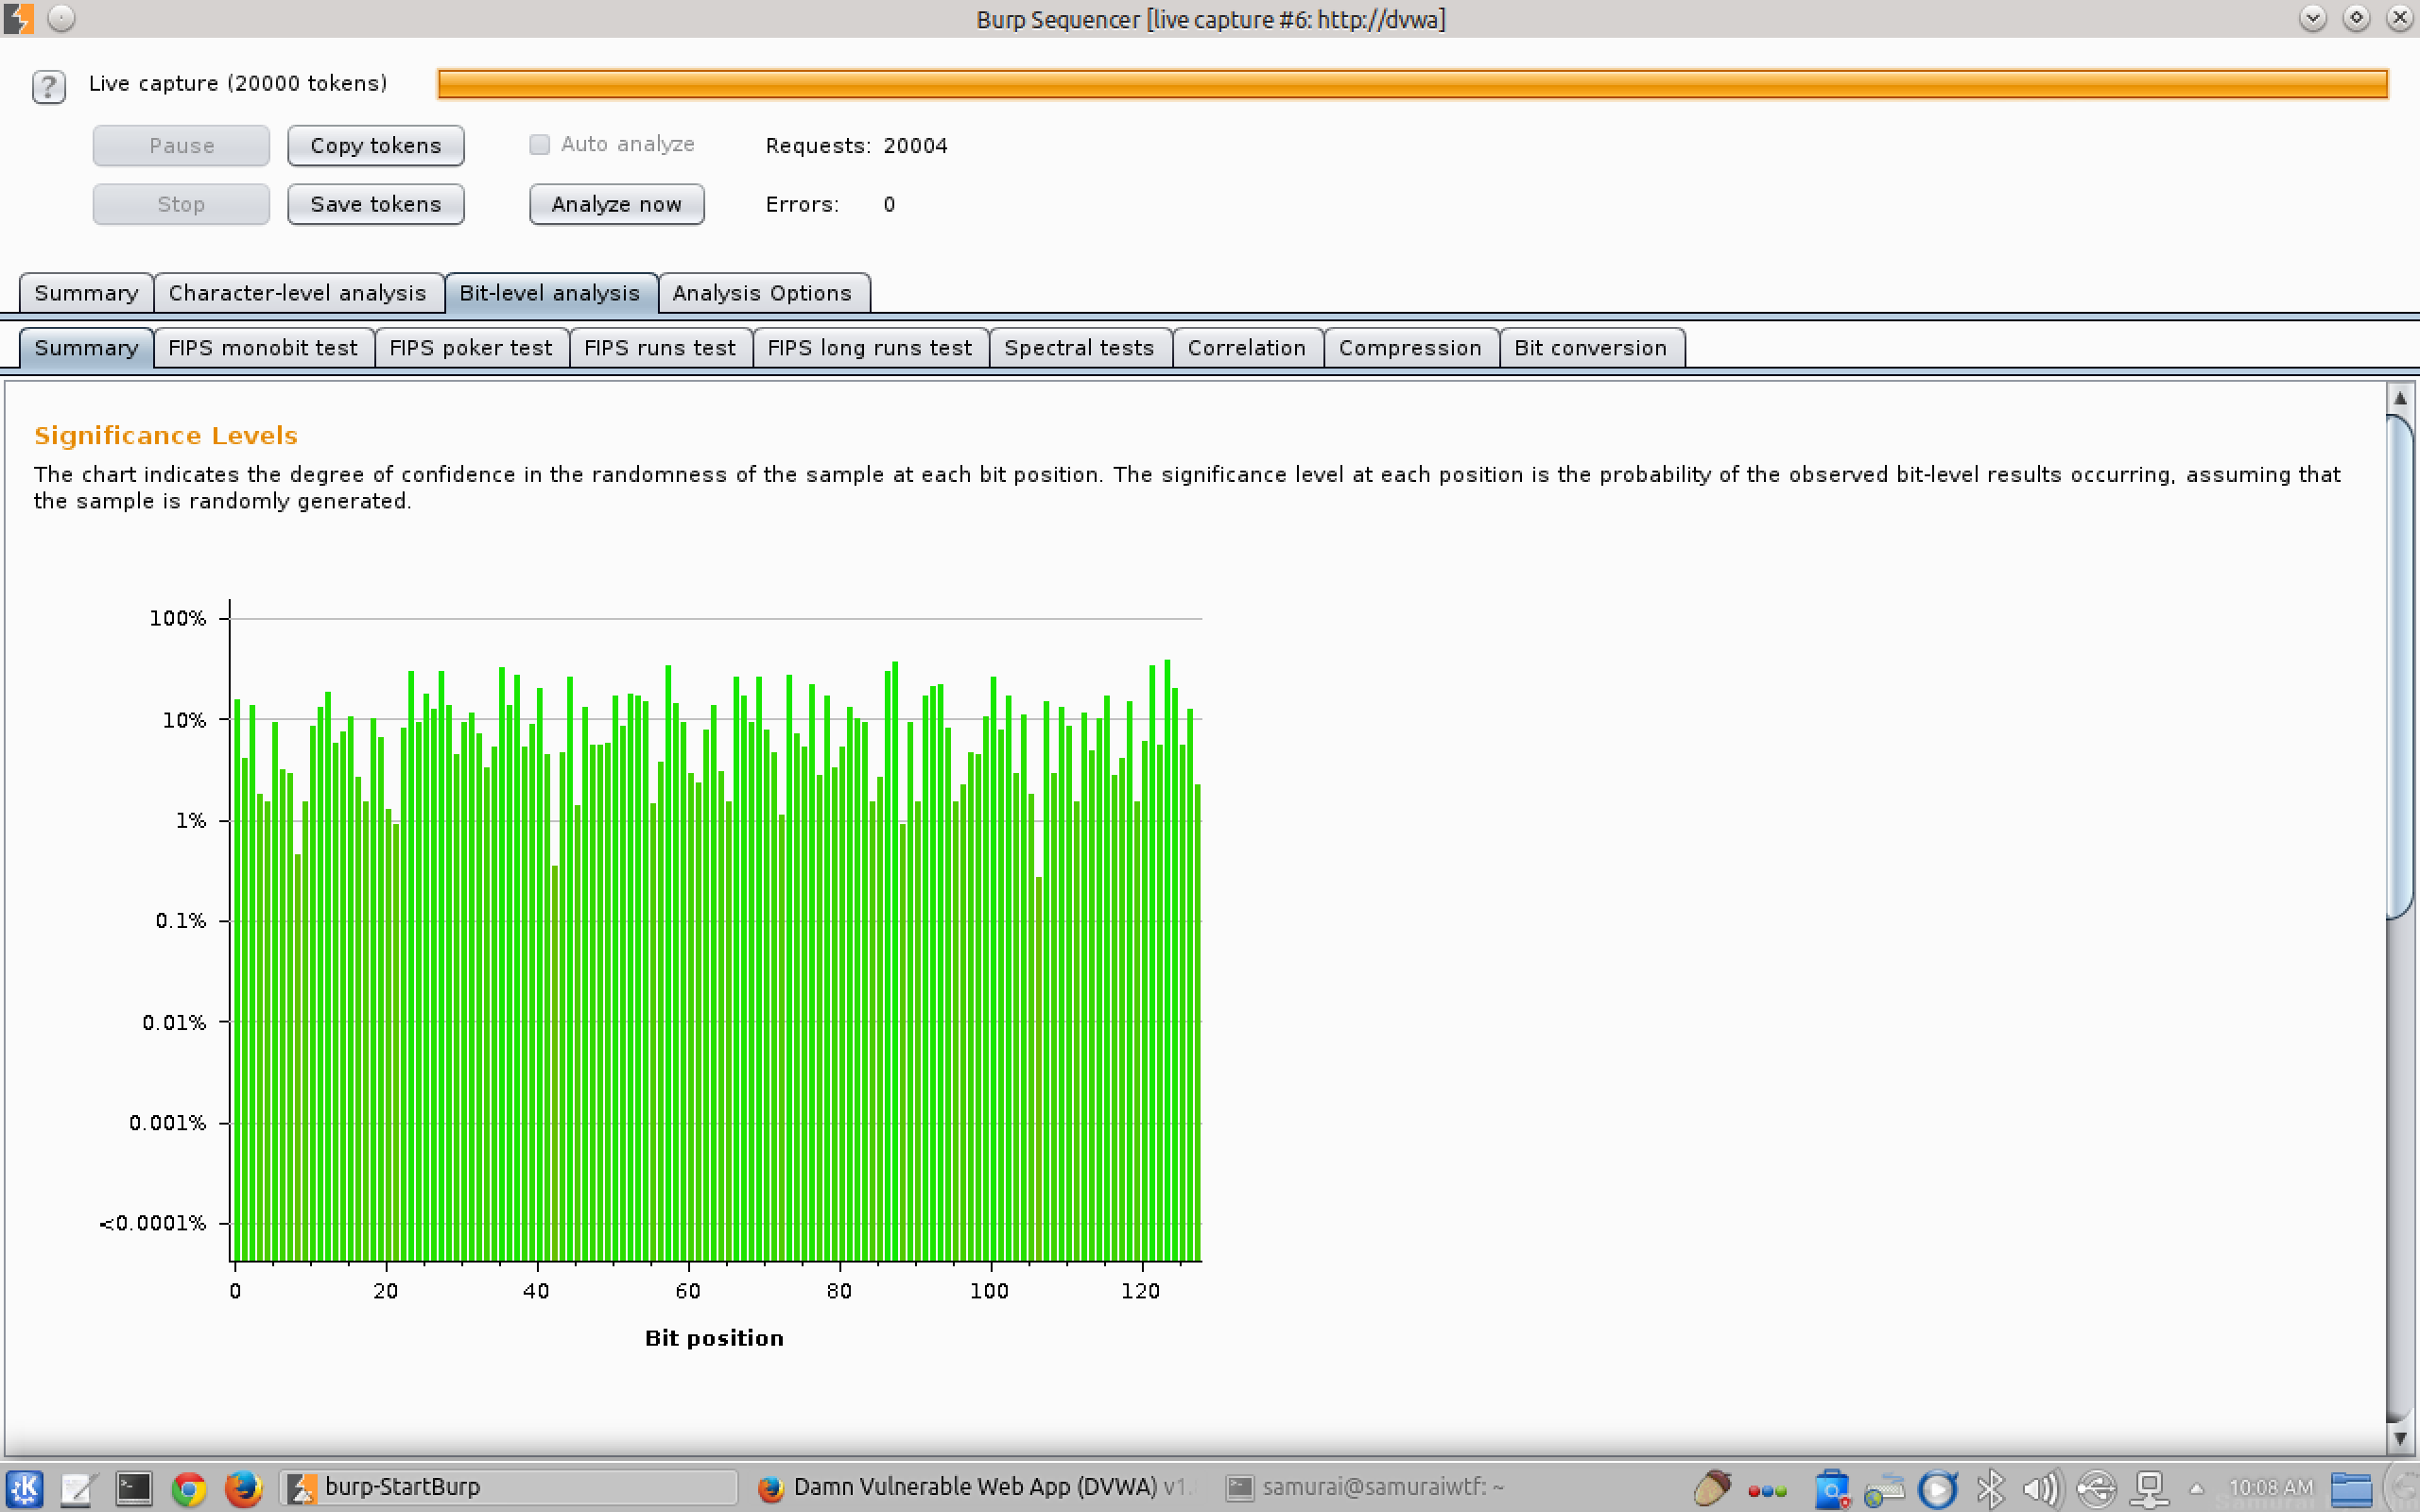 Burp Sequencer [live capture #6: http://dvwa]
? Live capture (20000 tokens)
Pause Copy tokens Auto analyze Requests: 20004
Stop Save tokens Analyze now Errors: 0
Summary Character-level analysis Bit-level analysis Analysis Options
Summary FIPS monobit test FIPS poker test FIPS runs test FIPS long runs test Spectral tests Correlation Compression Bit conversion
Significance Levels
The chart indicates the degree of confidence in the randomness of the sample at each bit position. The significance level at each position is the probability of the observed bit-level results occurring, assuming that
the sample is randomly generated.
100%
10%
1%
0.1%
0.01%
0.001%
<0.0001%
0 20 40 60 80 100 120
Bit position
burp-StartBurp Damn Vulnerable Web App (DVWA) v1. samurai@samuraiwtf: ~ 10:08 AM